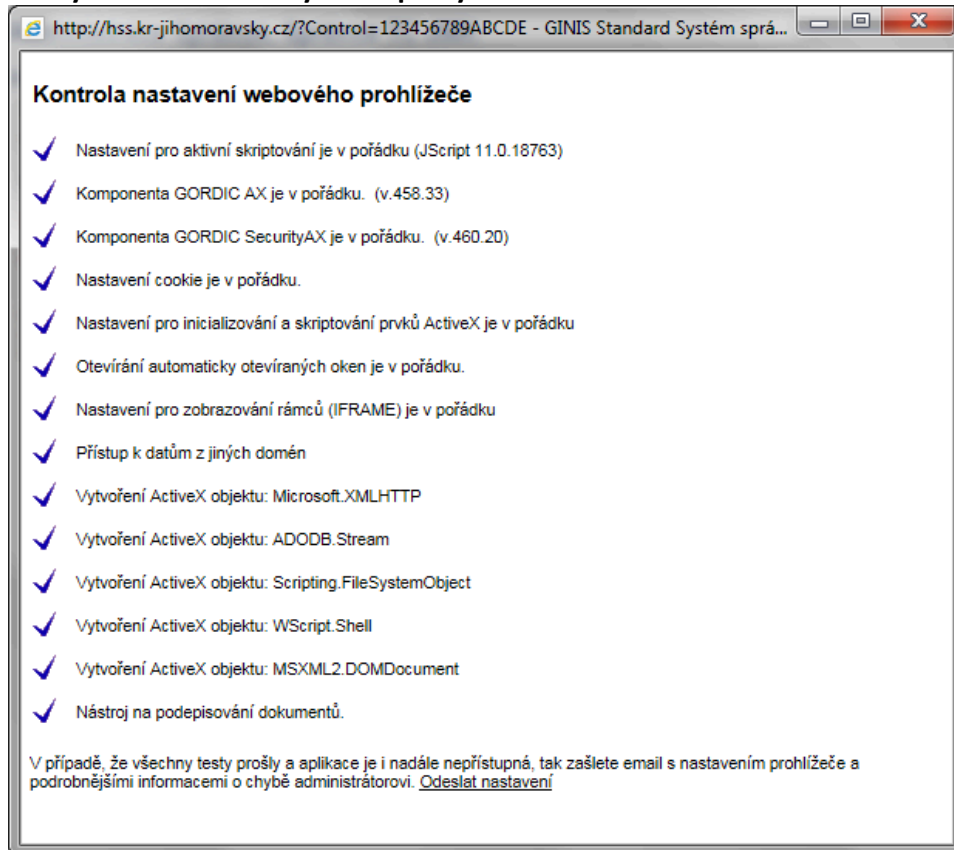 http://hss.kr-jihomoravsky.cz/?Control=123456789ABCDE - GINIS Standard Systém sprá...
Kontrola nastavení webového prohlížeče
Nastavení pro aktivní skriptování je v pořádku (JScript 11.0.18763)
Komponenta GORDIC AX je v pořádku. (v.458.33)
Komponenta GORDIC SecurityAX je v pořádku. (v.460.20)
Nastavení cookie je v pořádku.
Nastavení pro inicializování a skriptování prvků ActiveX je v pořádku
Otevírání automaticky otevíraných oken je v pořádku.
Nastavení pro zobrazování rámců (IFRAME) je v pořádku
Přístup k datům z jiných domén
Vytvoření ActiveX objektu: Microsoft.XMLHTTP
Vytvoření ActiveX objektu: ADODB.Stream
Vytvoření ActiveX objektu: Scripting.FileSystemObject
Vytvoření ActiveX objektu: WScript.Shell
Vytvoření ActiveX objektu: MSXML2.DOMDocument
Nástroj na podepisování dokumentů.
V případě, že všechny testy prošly a aplikace je i nadále nepřístupná, tak zašlete email s nastavením prohlížeče a
podrobnějšími informacemi o chybě administrátorovi. Odeslat nastavení